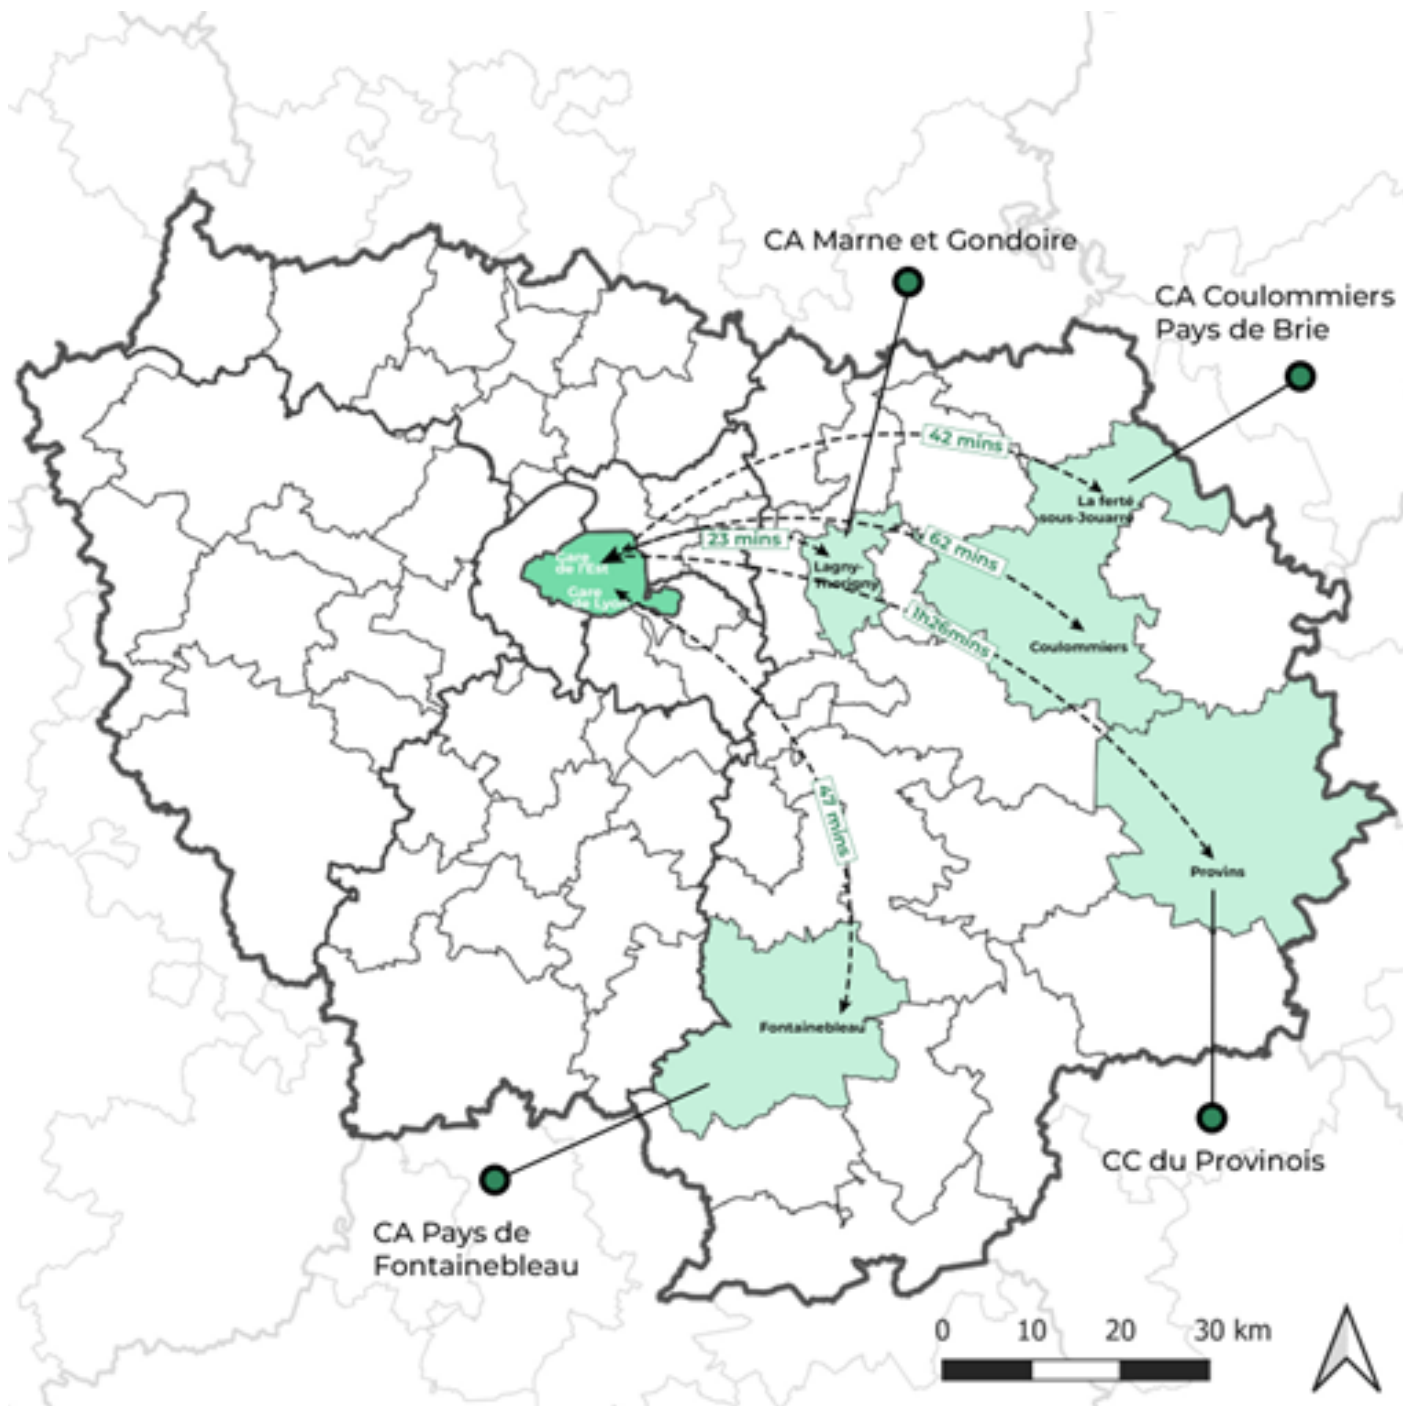 CA Marne et Gondoire
CA Coulommiers
Pays de Brie
42 mins
La ferté
sous-Jouarre
23 mins
62 mins
Gare
de l'Est
Lagny-
Thorigny
Gare
de Lyon
1h26mins
Coulommiers
47 mins
Provins
Fontainebleau
CC du Provinois
CA Pays de
Fontainebleau
0 10 20 30 km